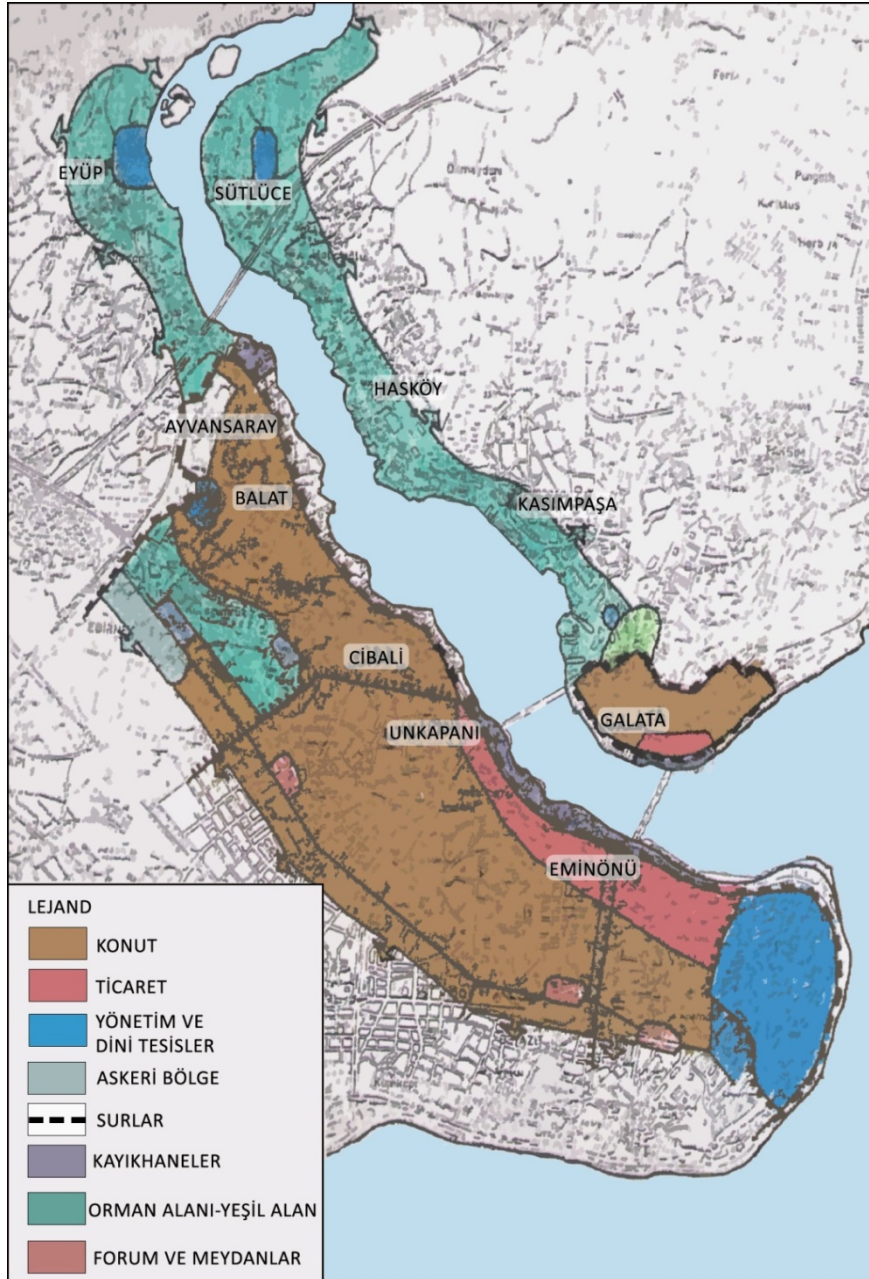 EYÜP
SÜTLÜCE
HASKÖY
AYVANSARAY
BALAT
KASIMPAŞA
CİBALİ
UNKAPANI
GALATA
EMİNÖNÜ
LEJAND
KONUT
TİCARET
YÖNETİM VE
DİNİ TESİSLER
ASKERİ BÖLGE
SURLAR
KAYIKHANELER
ORMAN ALANI-YEŞİL ALAN
FORUM VE MEYDANLAR